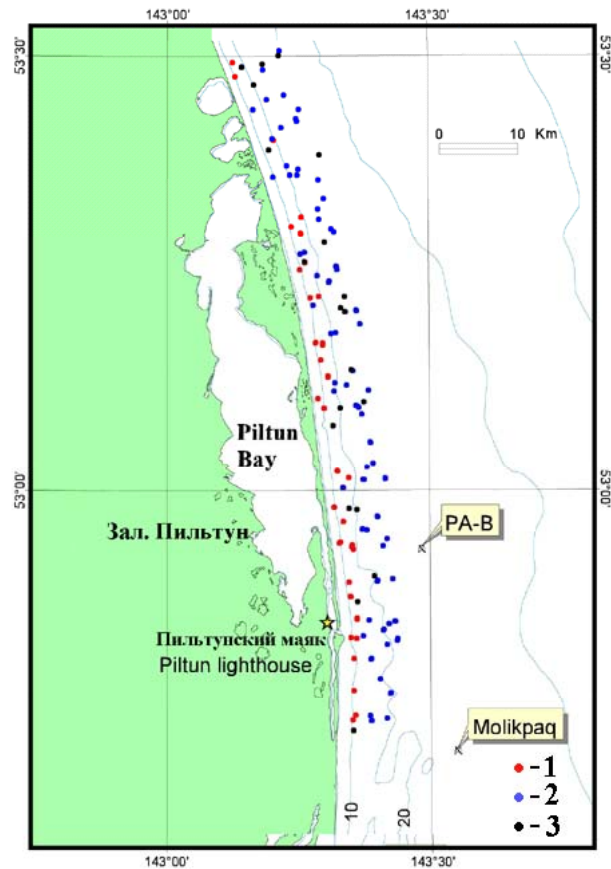 143°00' 143°30'
53°30' 53°30'
0 10 Km
Piltun
Bay
53°00' 53°00'
PA-B
Зал. Пильтун
Пильтунский маяк
Piltun lighthouse
Molikpaq
-1
-2
-3
10 20
143°00' 143°30'